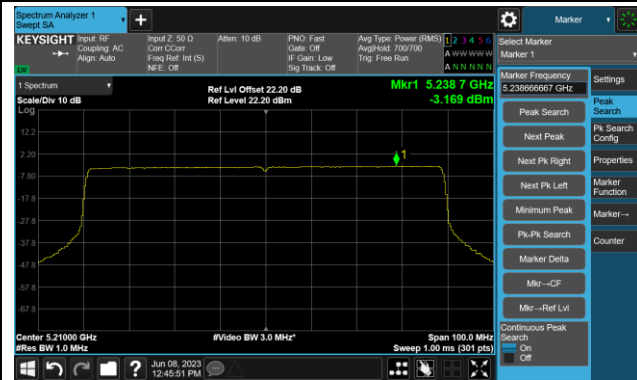 Spectrum Analyzer 1
Swept SA
Marker
KEYSIGHT
Input: RF
Coupling: AC
Align: Auto
Input Z: 50 Ω
Corr CCorr
Freq Ref: Int (S)
NFE: Off
Atten: 10 dB
PNO: Fast
Gate: Off
IF Gain: Low
Sig Track: Off
Avg Type: Power (RMS)
Avg|Hold: 700/700
Trig: Free Run
1 2 3 4 5 6
A W W W W W
A N N N N N
LXI
Select Marker
Marker 1
1 Spectrum
Scale/Div 10 dB
Log
Ref Lvl Offset 22.20 dB
Ref Level 22.20 dBm
Mkr1 5.238 7 GHz
-3.169 dBm
12.2
2.20
-7.80
-17.8
-27.8
-37.8
-47.8
-57.8
-67.8
1
Center 5.21000 GHz
#Res BW 1.0 MHz
#Video BW 3.0 MHz*
Span 100.0 MHz
Sweep 1.00 ms (301 pts)
Marker Frequency
5.238666667 GHz
Peak Search
Next Peak
Next Pk Right
Next Pk Left
Minimum Peak
Pk-Pk Search
Marker Delta
Mkr→CF
Mkr→Ref Lvl
Continuous Peak
Search
On
Off
Settings
Peak
Search
Pk Search
Config
Properties
Marker
Function
Marker→
Counter
Jun 08, 2023
12:45:51 PM